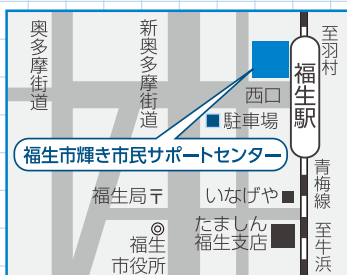 奥多摩街道
新奥多摩街道
至羽村
福生駅
西口
駐車場
福生市輝き市民サポートセンター
福生局〒
いなげや
青梅線
たましん
福生支店
◎
福生
市役所
至牛浜